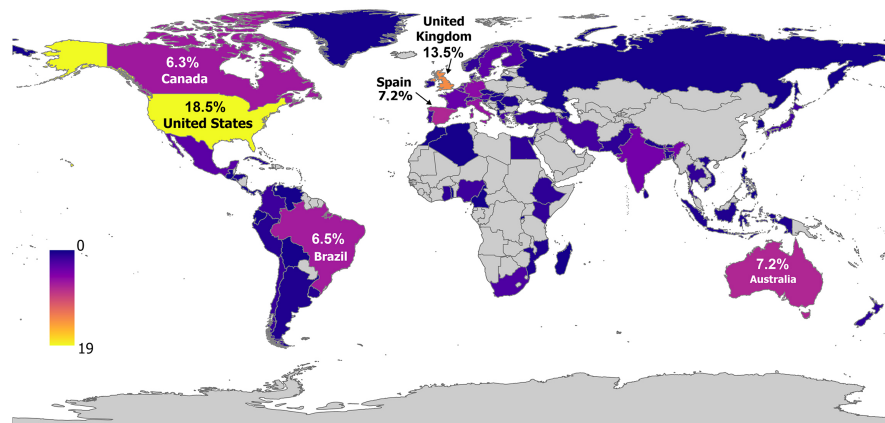 United
Kingdom
13.5%
6.3%
Canada
Spain
7.2%
18.5%
United States
6.5%
Brazil
7.2%
Australia
0
19